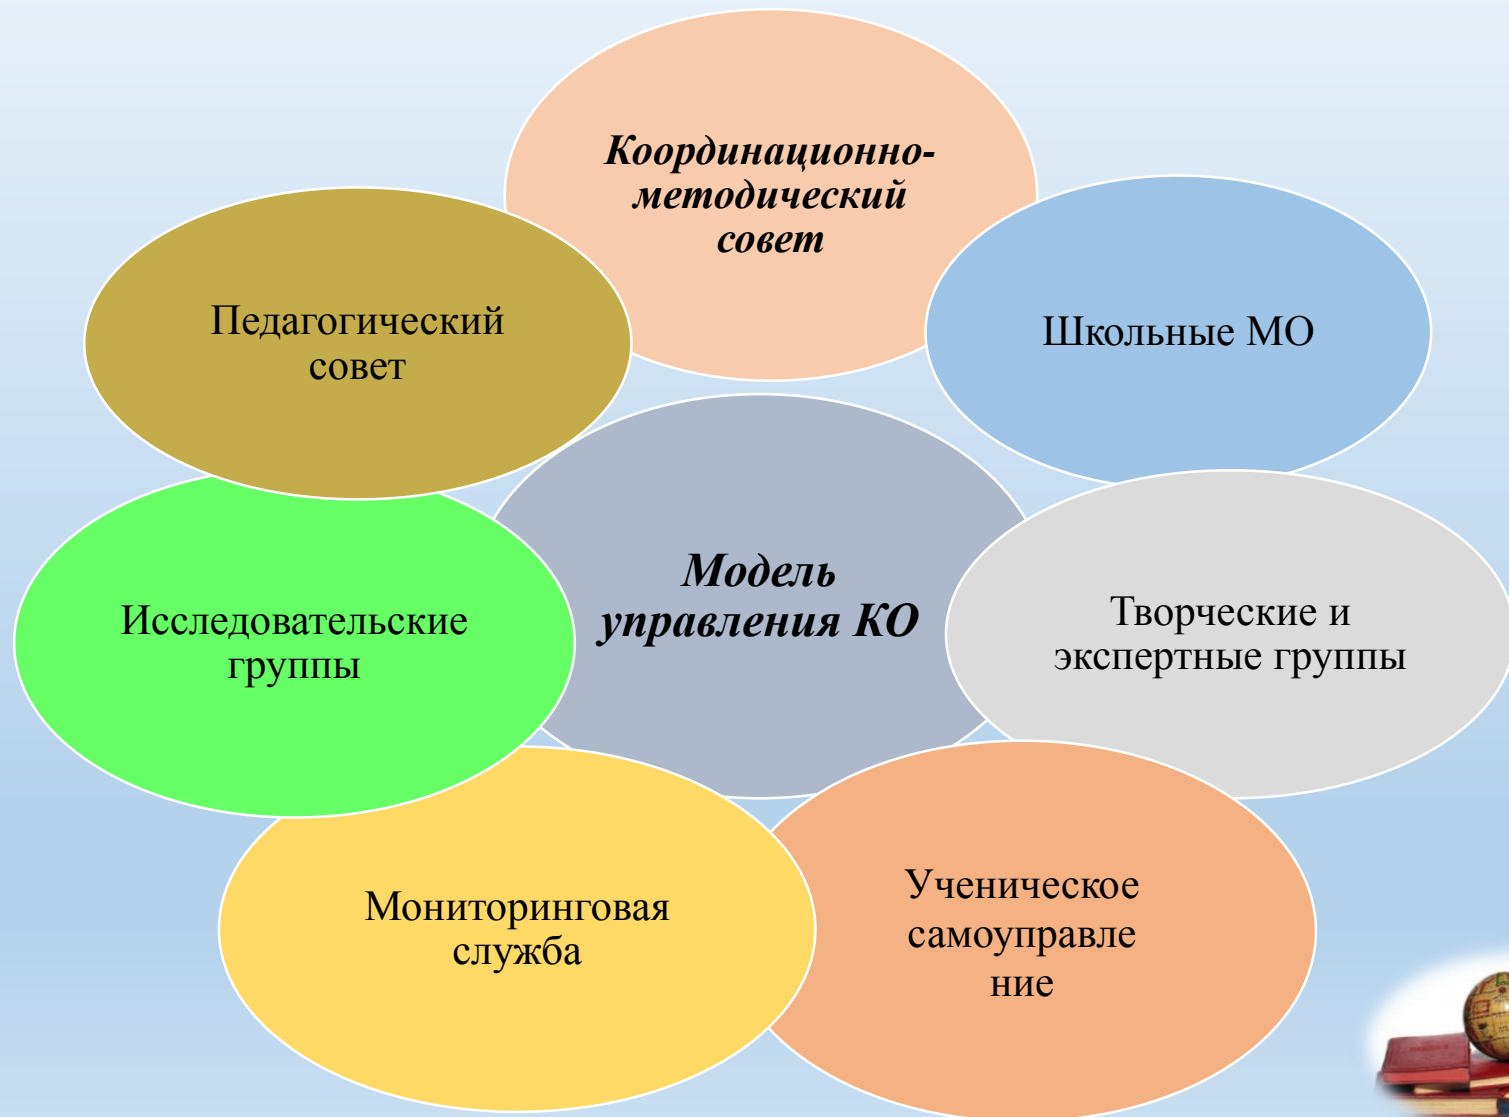 Координационно-
методический
совет
Педагогический
совет
Школьные МО
Модель
управления КО
Исследовательские
группы
Творческие и
экспертные группы
Мониторинговая
служба
Ученическое
самоуправле
ние